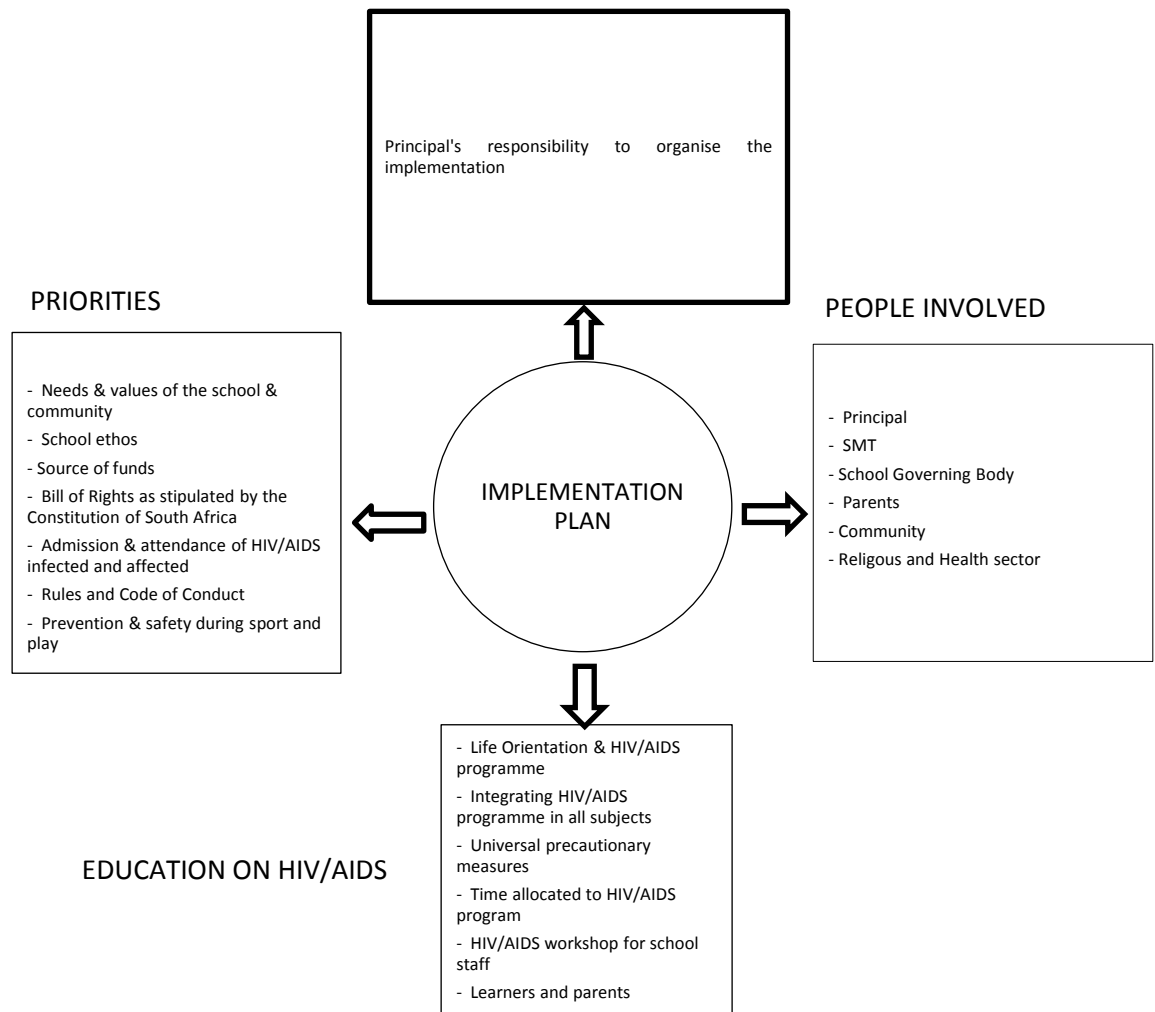 Principal's responsibility to organise the
implementation
PRIORITIES
- Needs & values of the school &
community
- School ethos
- Source of funds
- Bill of Rights as stipulated by the
Constitution of South Africa
- Admission & attendance of HIV/AIDS
infected and affected
- Rules and Code of Conduct
- Prevention & safety during sport and
play
IMPLEMENTATION
PLAN
PEOPLE INVOLVED
- Principal
- SMT
- School Governing Body
- Parents
- Community
- Religous and Health sector
EDUCATION ON HIV/AIDS
- Life Orientation & HIV/AIDS
programme
- Integrating HIV/AIDS
programme in all subjects
- Universal precautionary
measures
- Time allocated to HIV/AIDS
program
- HIV/AIDS workshop for school
staff
- Learners and parents